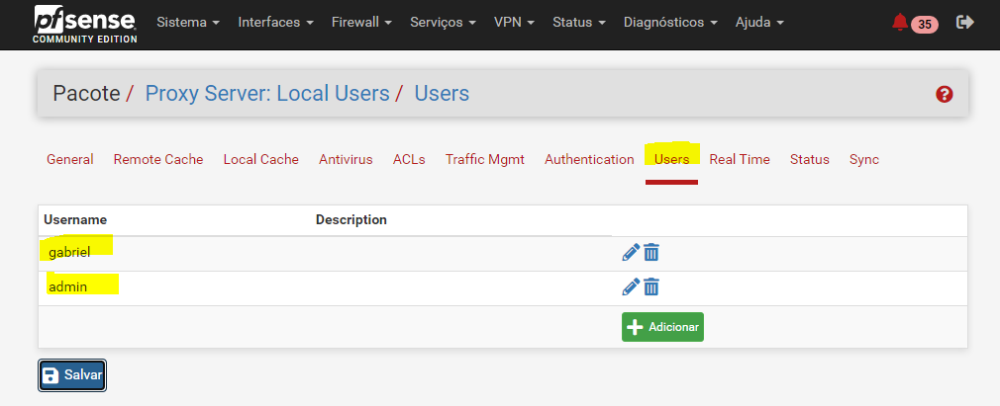 pfsense Sistema Interfaces Firewall Serviços VPN Status Diagnósticos Ajuda 35
COMMUNITY EDITION
Pacote / Proxy Server: Local Users / Users ?
General Remote Cache Local Cache Antivirus ACLs Traffic Mgmt Authentication Users Real Time Status Sync
Username Description
gabriel
admin
Adicionar
Salvar